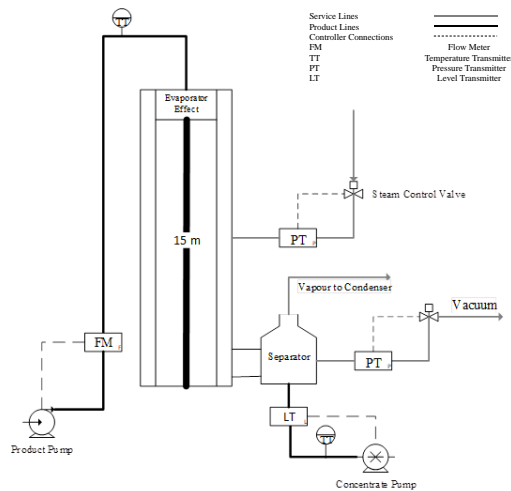 Service Lines
Product Lines
Controller Connections
FM Flow Meter
TT Temperature Transmitte
PT Pressure Transmitter
LT Level Transmitter
TT
Evaporator
Effect
Steam Control Valve
15 m
PT
Vapour to Condenser
Vacuum
FM
Separator
PT
LT
TT
Product Pump
Concentrate Pump